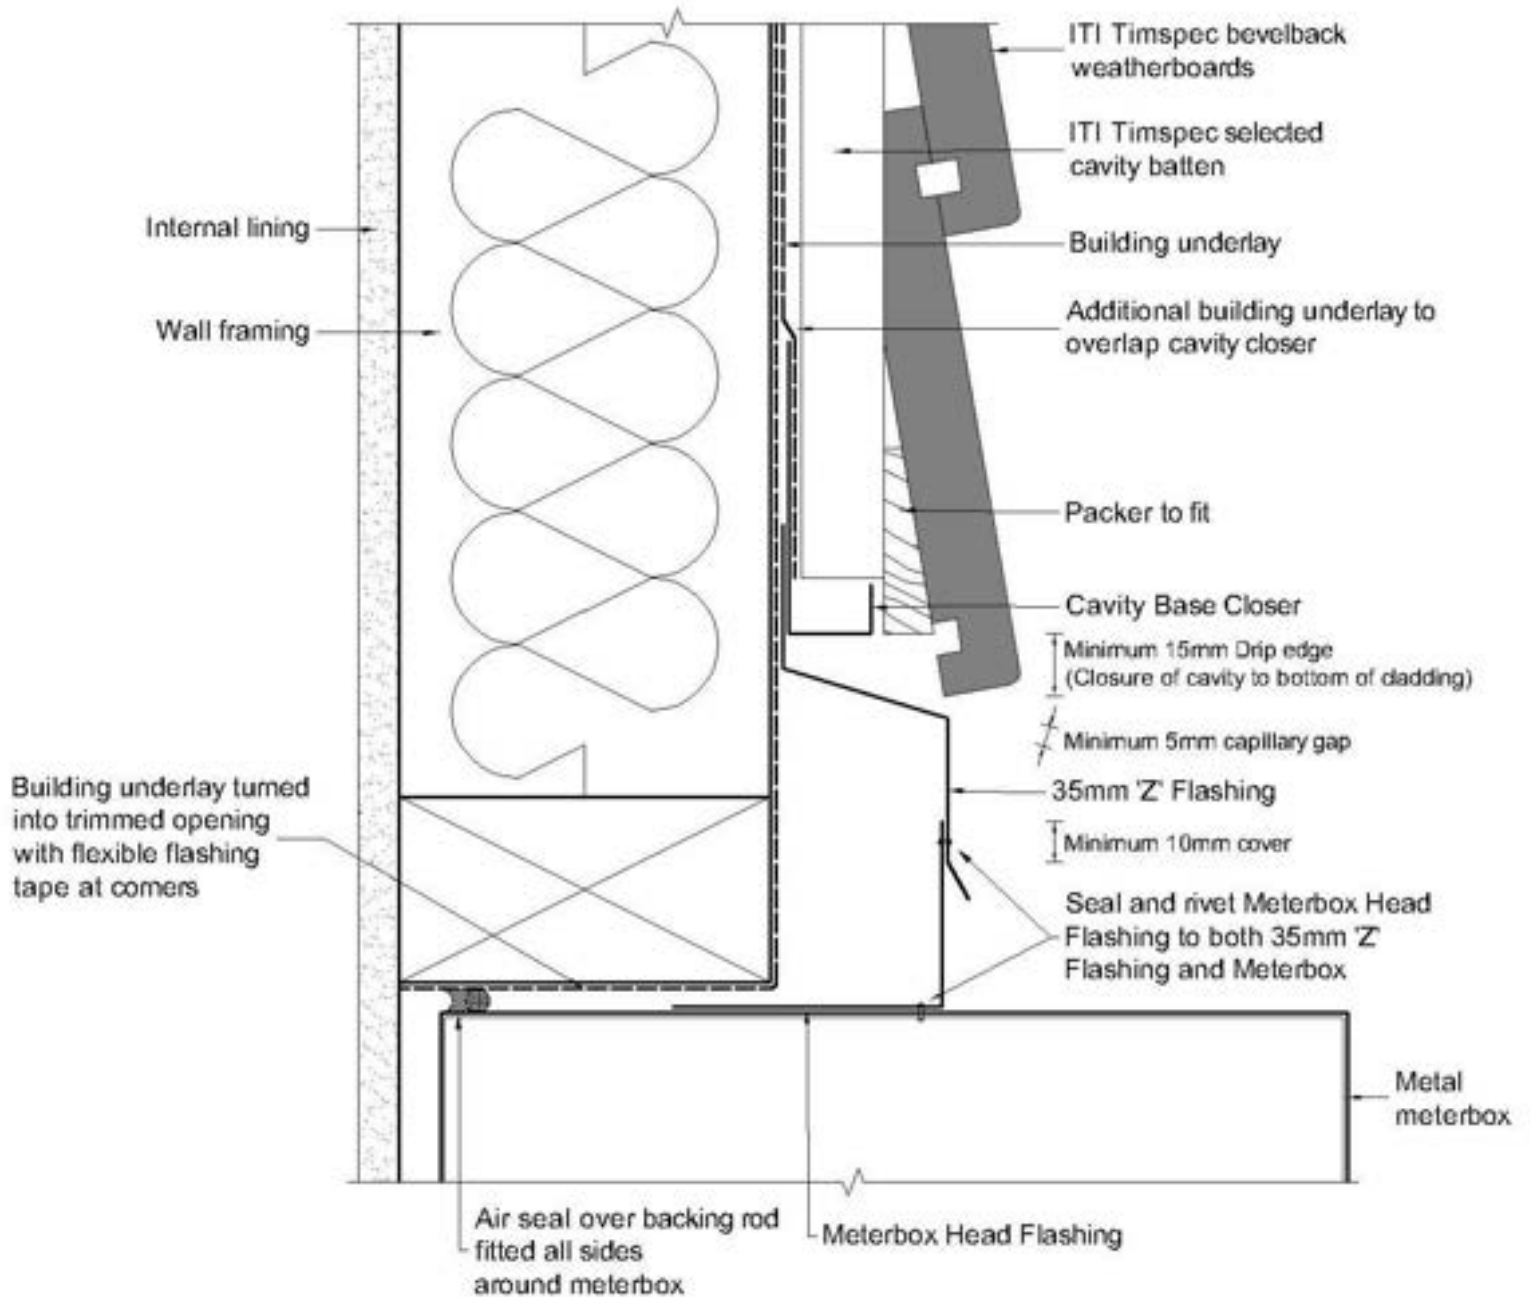 ITI Timspec bevelback
weatherboards
ITI Timspec selected
cavity batten
Internal lining
Building underlay
Wall framing
Additional building underlay to
overlap cavity closer
Packer to fit
Cavity Base Closer
Minimum 15mm Drip edge
(Closure of cavity to bottom of cladding)
Minimum 5mm capillary gap
Building underlay turned
into trimmed opening
with flexible flashing
tape at corners
35mm 'Z' Flashing
Minimum 10mm cover
Seal and rivet Meterbox Head
Flashing to both 35mm 'Z'
Flashing and Meterbox
Metal
meterbox
Air seal over backing rod
fitted all sides
around meterbox
Meterbox Head Flashing